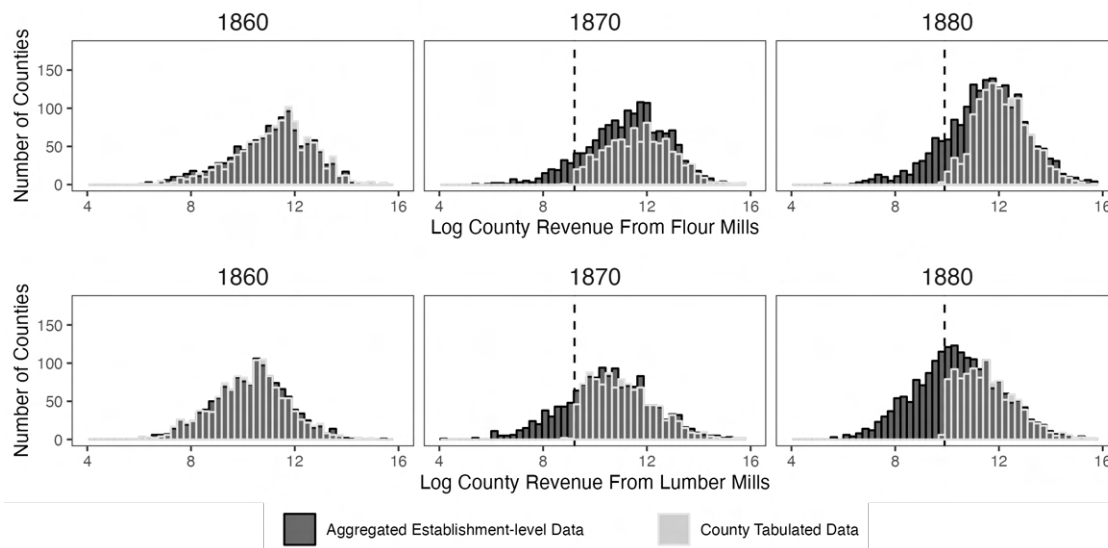 1860 1870 1880
Number of Counties
150
100
50
0
4 8 12 16 4 8 12 16 4 8 12 16
Log County Revenue From Flour Mills
1860 1870 1880
Number of Counties
150
100
50
0
4 8 12 16 4 8 12 16 4 8 12 16
Log County Revenue From Lumber Mills
Aggregated Establishment-level Data County Tabulated Data